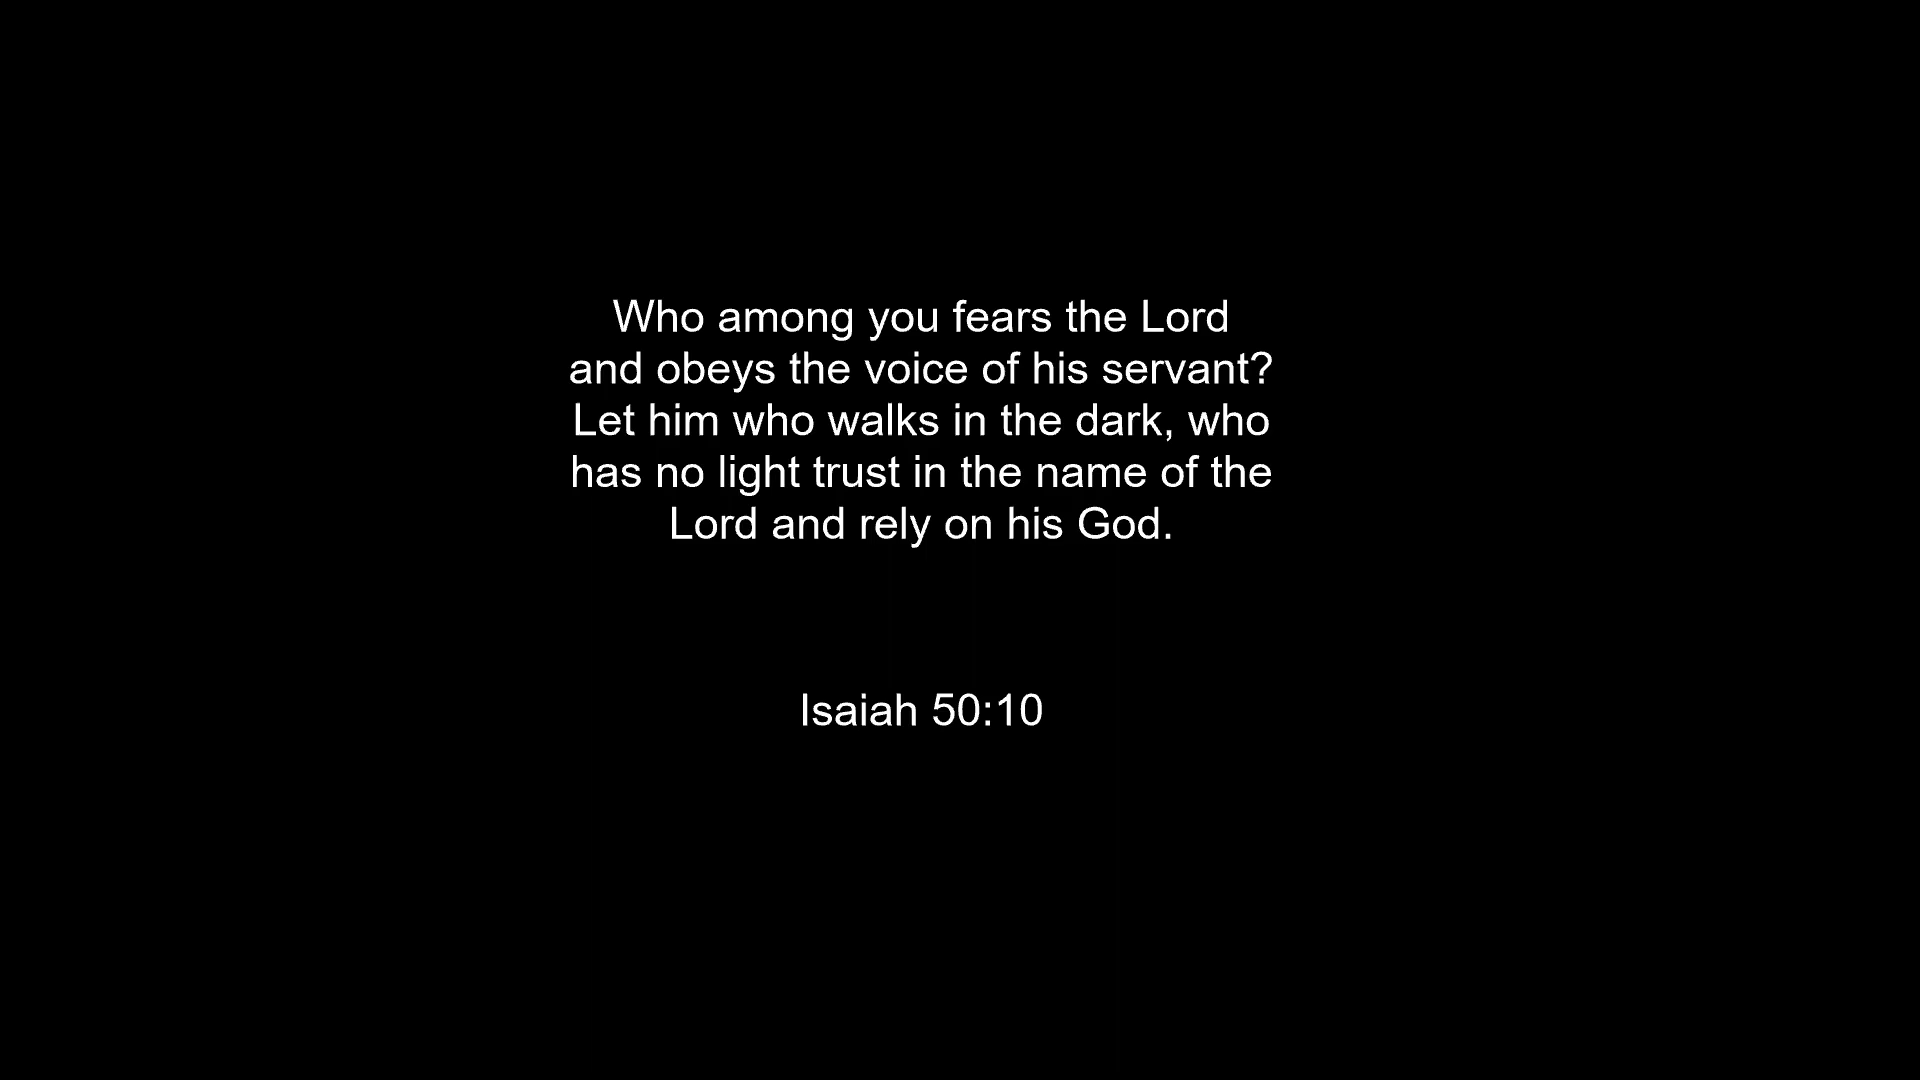 Who among you fears the Lord
and obeys the voice of his servant?
Let him who walks in the dark, who
has no light trust in the name of the
Lord and rely on his God.
Isaiah 50:10